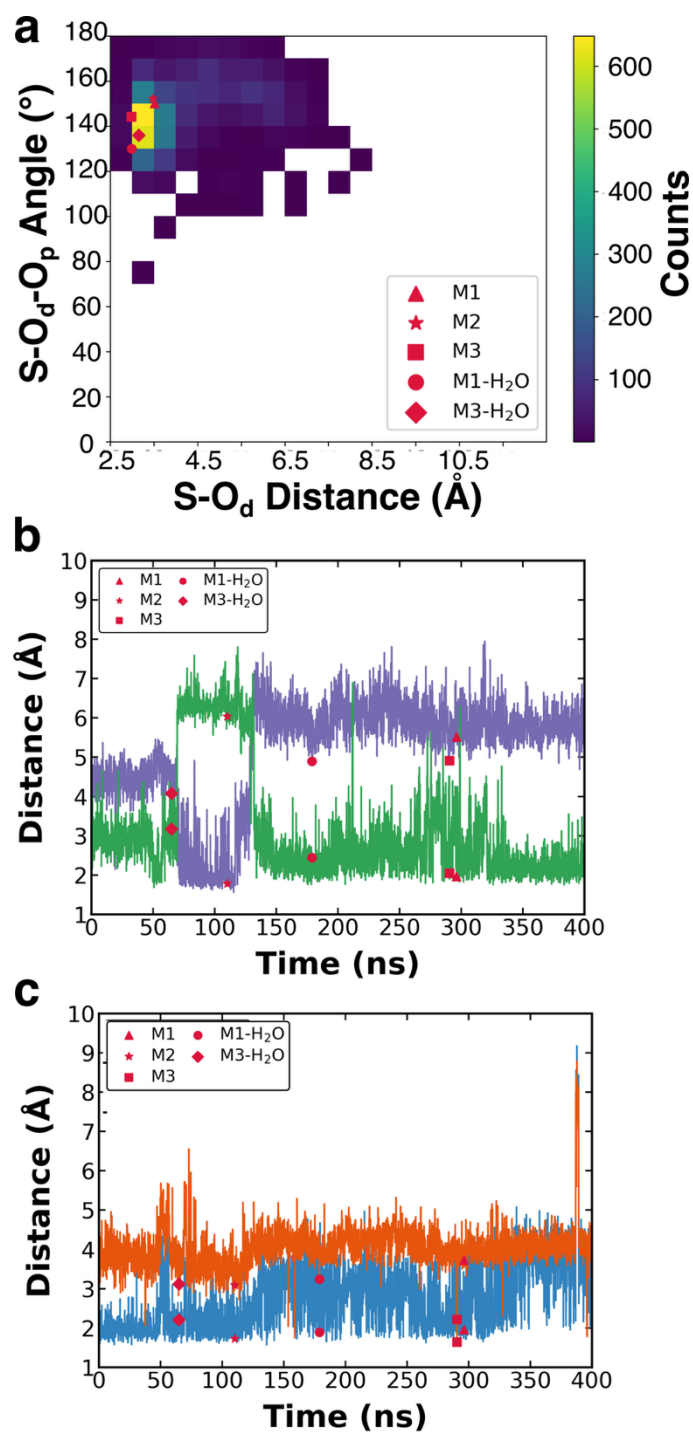 a
180
160
140
120
100
80
60
40
20
0
S-Od-Op Angle (°)
2.5 4.5 6.5 8.5 10.5
S-Od Distance (Å)
M1
M2
M3
M1-H2O
M3-H2O
600
500
400
300
200
100
Counts
b
10
9
8
7
6
5
4
3
2
1
Distance (Å)
M1 M1-H2O
M2 M3-H2O
M3
0 50 100 150 200 250 300 350 400
Time (ns)
c
10
9
8
7
6
5
4
3
2
1
Distance (Å)
M1 M1-H2O
M2 M3-H2O
M3
0 50 100 150 200 250 300 350 400
Time (ns)